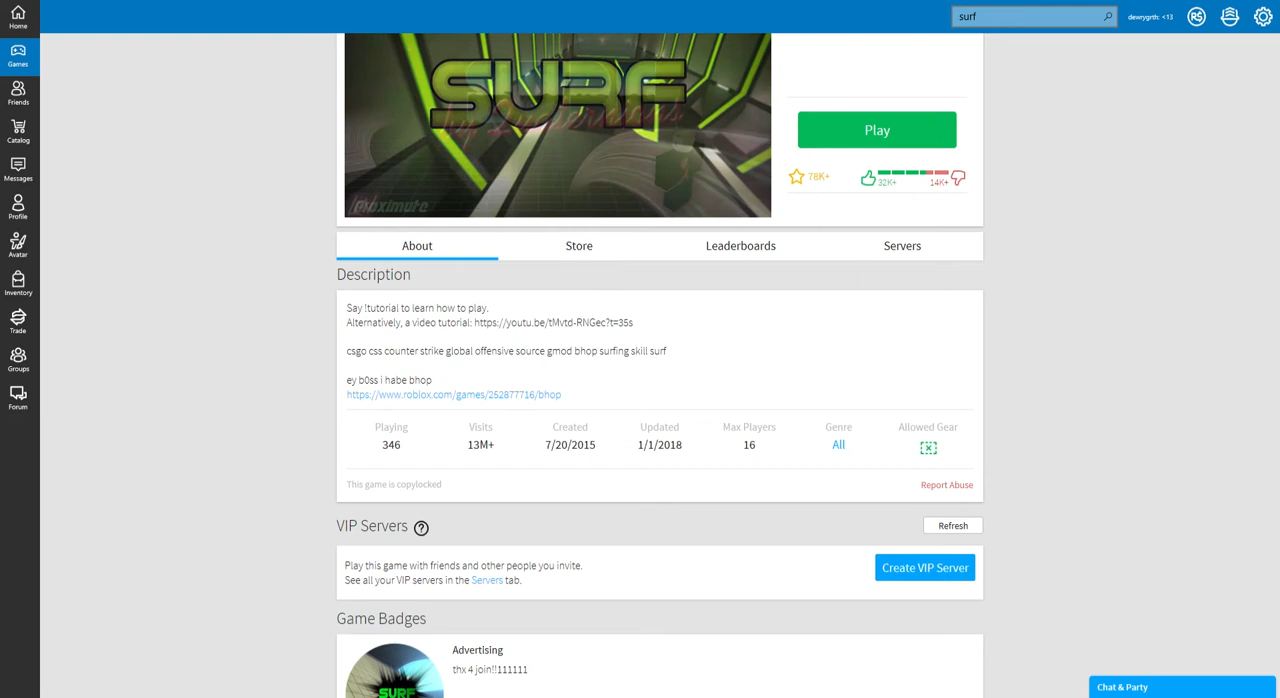 surf
dewrygrth: <13
Home
Games
Friends
Catalog
Messages
Profile
Avatar
Inventory
Trade
Groups
Forum
SURF
Play
78K+
32K+
14K+
About
Store
Leaderboards
Servers
Description
Say !tutorial to learn how to play.
Alternatively, a video tutorial: https://youtu.be/tMvtd-RNGec?t=35s
csgo css counter strike global offensive source gmod bhop surfing skill surf
ey b0ss i habe bhop
https://www.roblox.com/games/252877716/bhop
Playing
Visits
Created
Updated
Max Players
Genre
Allowed Gear
346
13M+
7/20/2015
1/1/2018
16
All
This game is copylocked
Report Abuse
VIP Servers
Refresh
Play this game with friends and other people you invite.
See all your VIP servers in the Servers tab.
Create VIP Server
Game Badges
Advertising
thx 4 join!!111111
SURF
Chat & Party